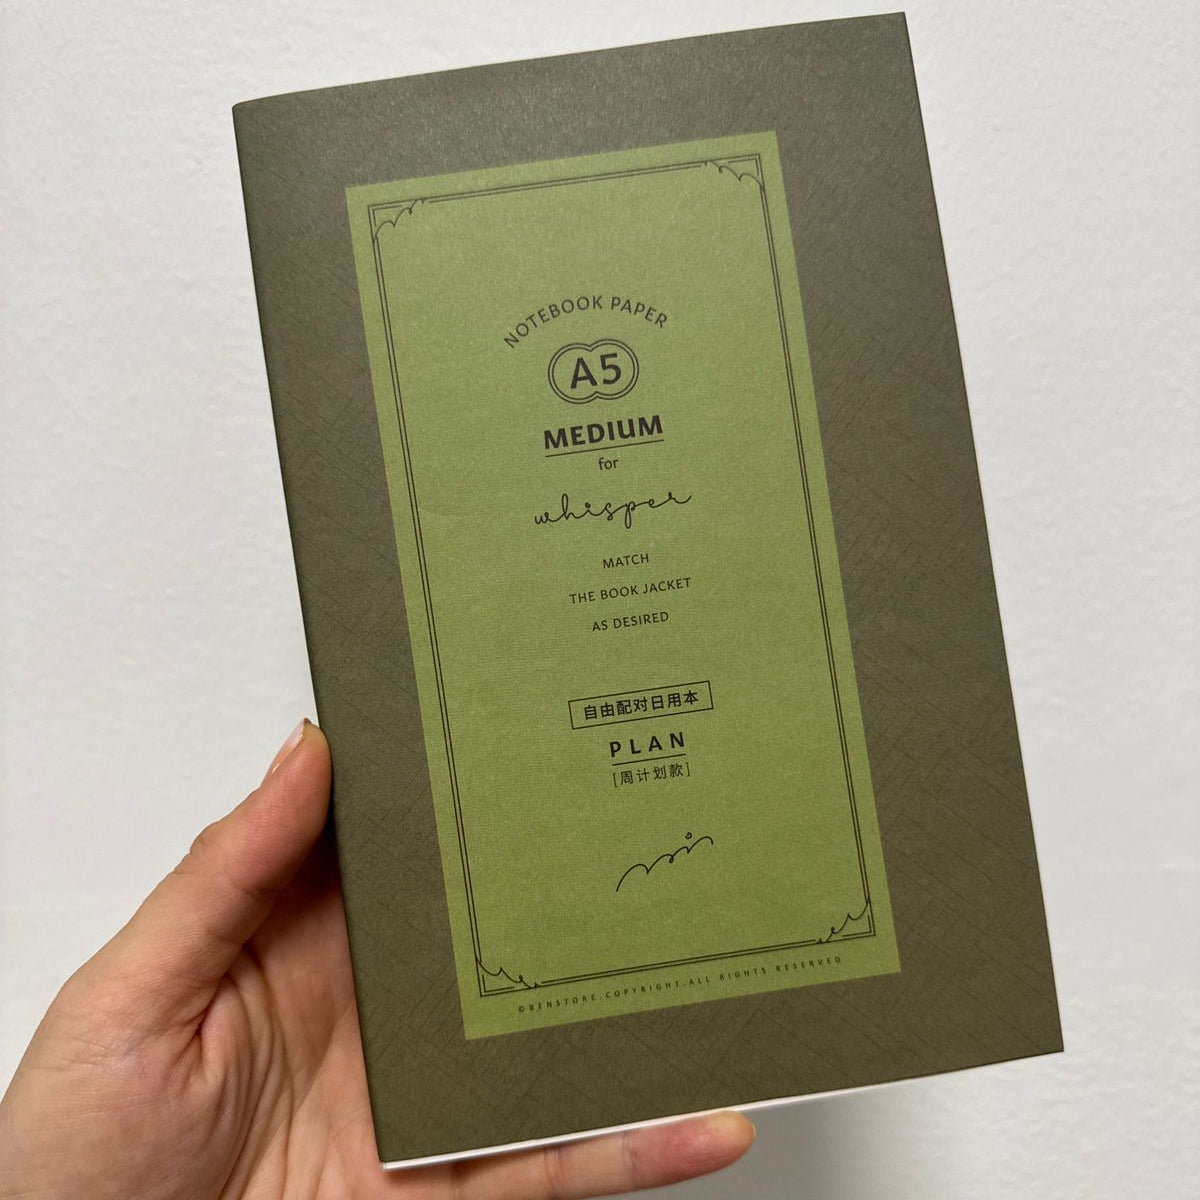 NOTEBOOK PAPER
A5
MEDIUM
for
whisper
MATCH
THE BOOK JACKET
AS DESIRED
自由配对日用本
PLAN
[周计划款]
©BENSTORE.COPYRIGHT.ALL RIGHTS RESERVED